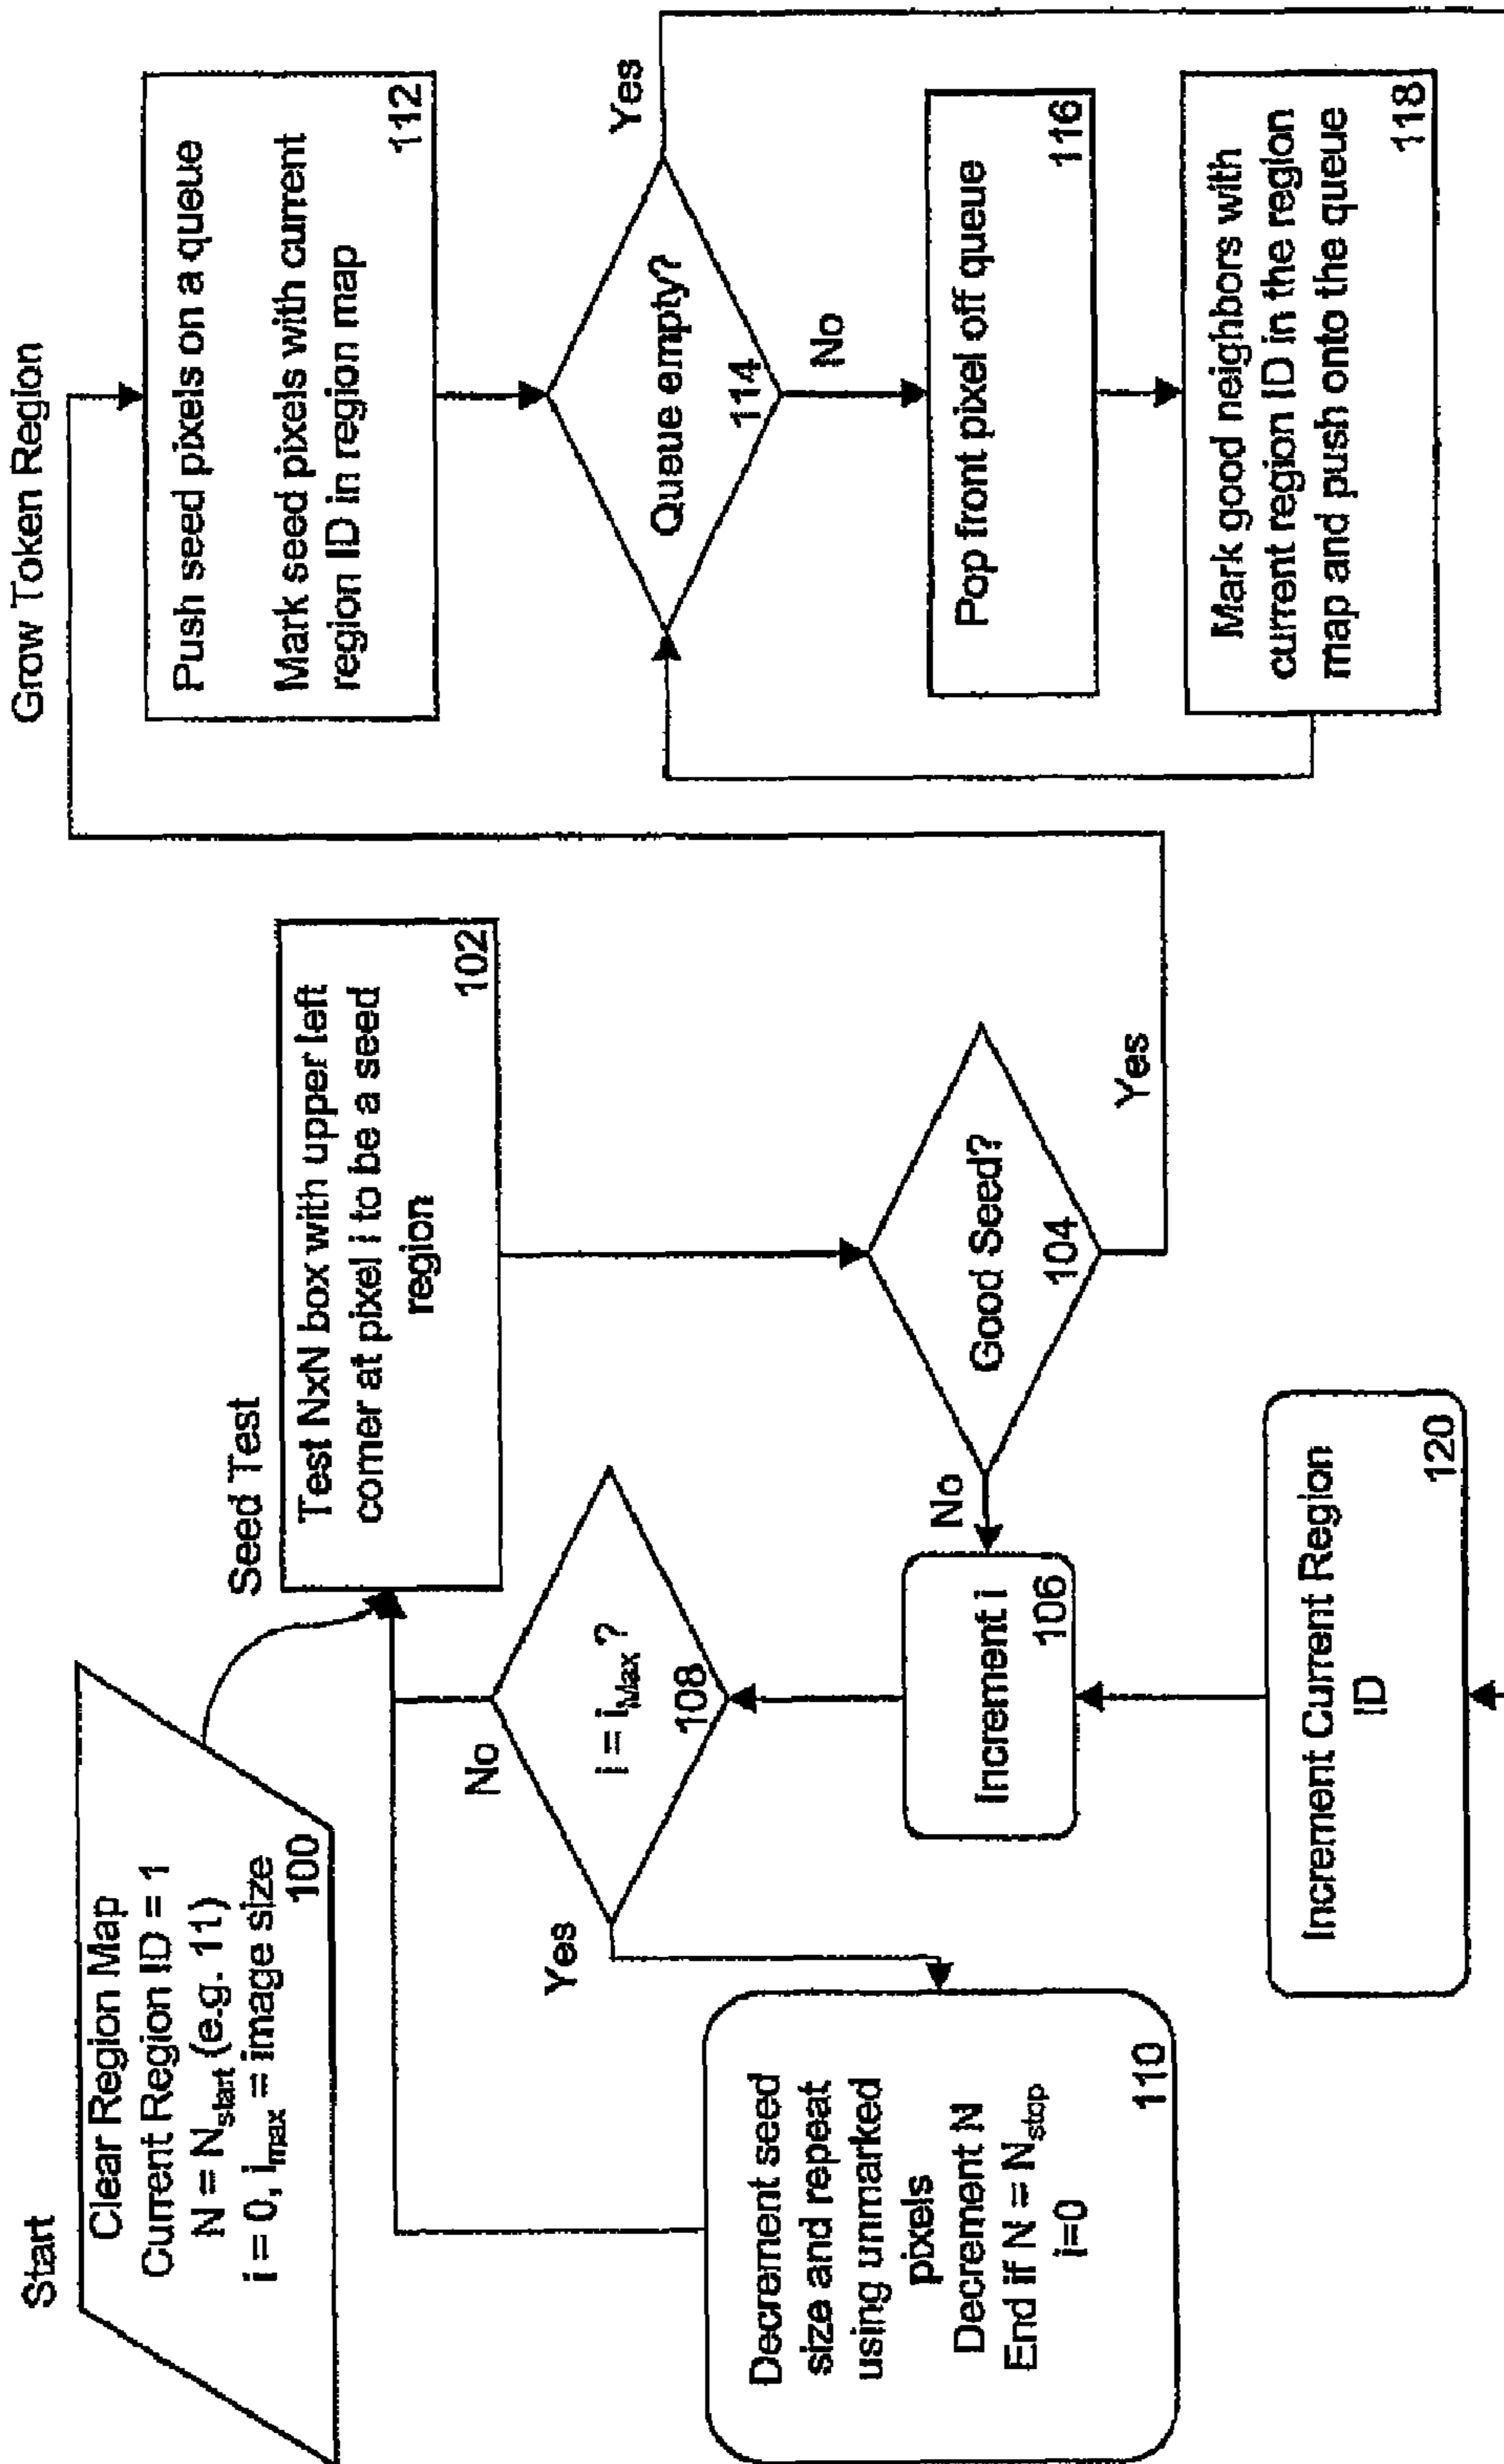 Start
Clear Region Map
Current Region ID = 1
N = Nstart (e.g. 11)
i = 0, imax = image size
100
Seed Test
Test NxN box with upper left
corner at pixel i to be a seed
region
102
Good Seed?
104
No
Yes
Increment i
106
i = iMax ?
108
No
Yes
Decrement seed
size and repeat
using unmarked
pixels
Decrement N
End if N = Nstop
i=0
110
Grow Token Region
Push seed pixels on a queue
Mark seed pixels with current
region ID in region map
112
Queue empty?
114
Yes
No
Pop front pixel off queue
116
Mark good neighbors with
current region ID in the region
map and push onto the queue
118
Increment Current Region
ID
120